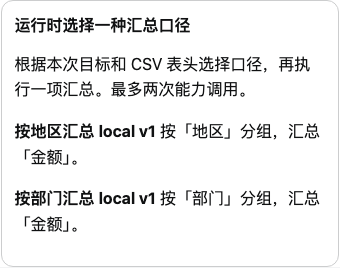 运行时选择一种汇总口径
根据本次目标和 CSV 表头选择口径，再执
行一项汇总。最多两次能力调用。
按地区汇总 local v1 按「地区」分组，汇总
「金额」。
按部门汇总 local v1 按「部门」分组，汇总
「金额」。